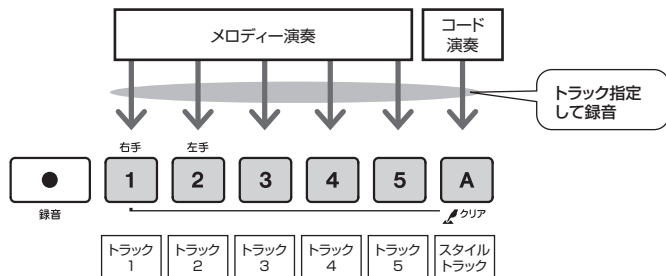 メロディー演奏
コード
演奏
トラック指定
して録音
右手
左手
1
2
3
4
5
A
録音
クリア
トラック
1
トラック
2
トラック
3
トラック
4
トラック
5
スタイル
トラック